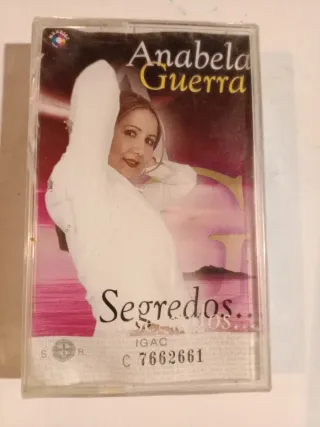 Anabela
Guerra
G
Segredos...
IGAC
S R
C 7662661